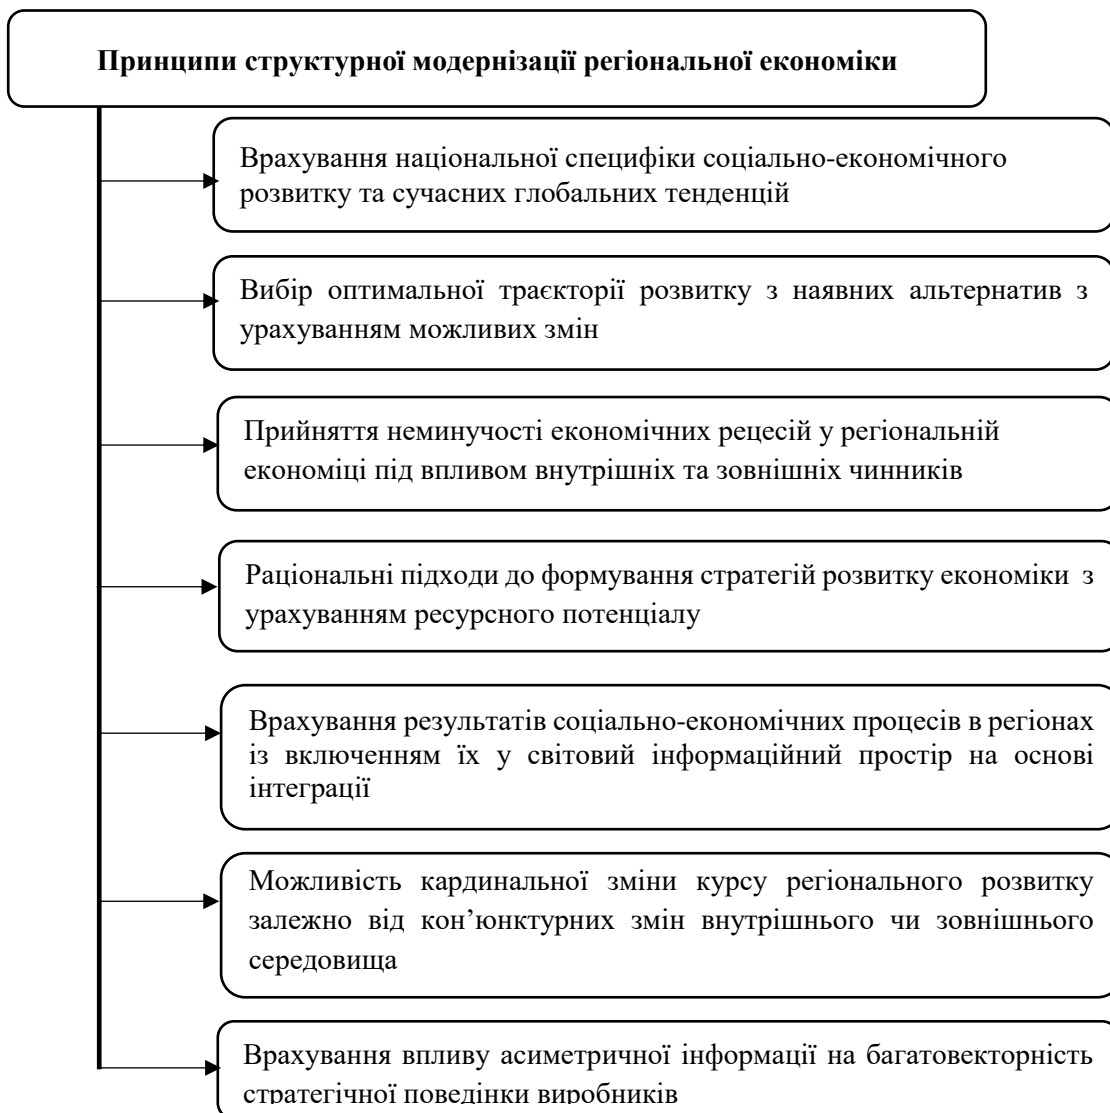 Принципи структурної модернізації регіональної економіки
Врахування національної специфіки соціально-економічного
розвитку та сучасних глобальних тенденцій
Вибір оптимальної траєкторії розвитку з наявних альтернатив з
урахуванням можливих змін
Прийняття неминучості економічних рецесій у регіональній
економіці під впливом внутрішніх та зовнішніх чинників
Раціональні підходи до формування стратегій розвитку економіки з
урахуванням ресурсного потенціалу
Врахування результатів соціально-економічних процесів в регіонах
із включенням їх у світовий інформаційний простір на основі
інтеграції
Можливість кардинальної зміни курсу регіонального розвитку
залежно від кон’юнктурних змін внутрішнього чи зовнішнього
середовища
Врахування впливу асиметричної інформації на багатовекторність
стратегічної поведінки виробників